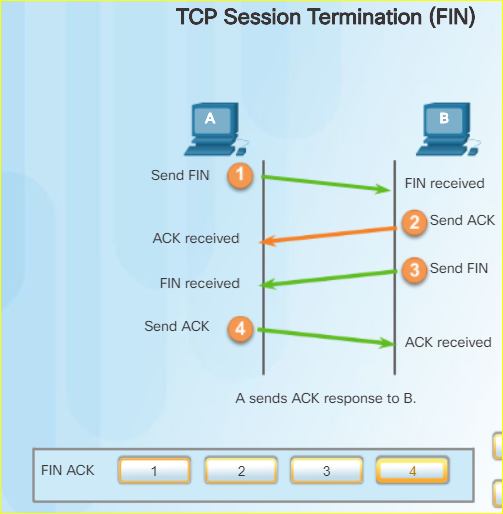 TCP Session Termination (FIN)
A B
Send FIN 1 FIN received
2 Send ACK
ACK received
3 Send FIN
FIN received
Send ACK 4
ACK received
A sends ACK response to B.
FIN ACK 1 2 3 4